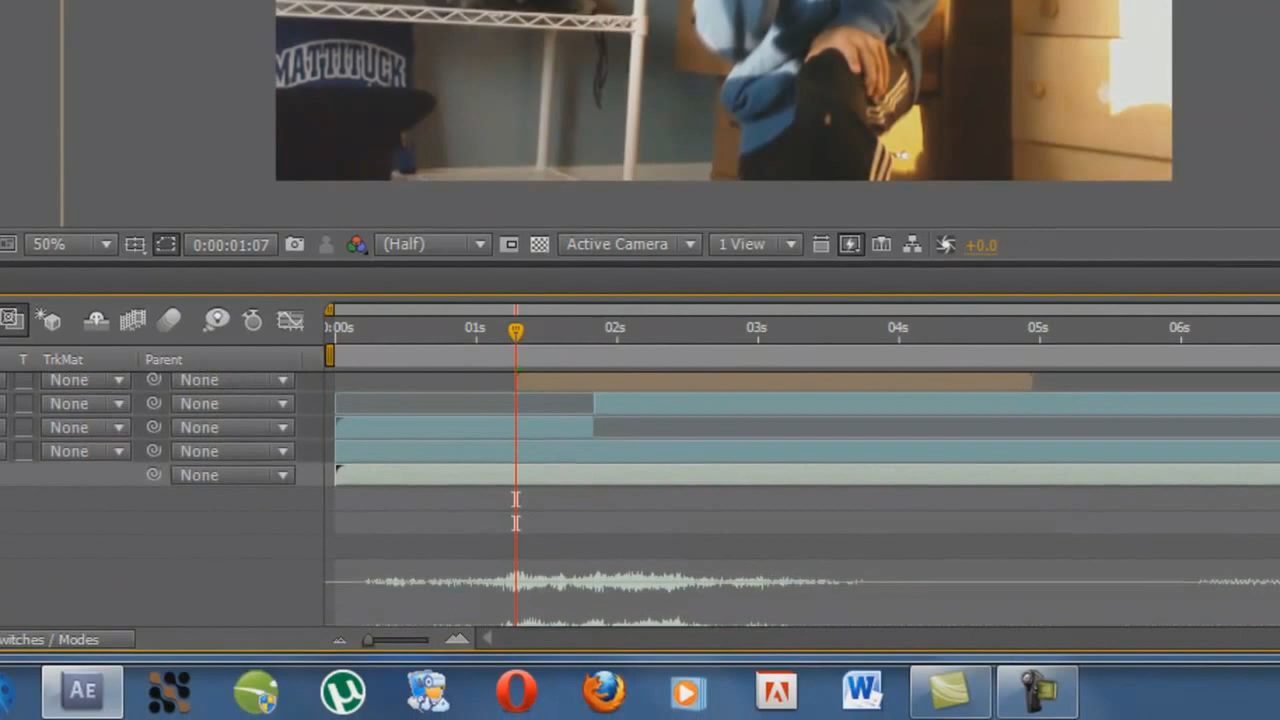 MATTITUCK
50% 0:00:01:07 (Half) Active Camera 1 View +0.0
:00s 01s 02s 03s 04s 05s 06s
T TrkMat Parent
None None
None None
None None
None None
None
witches / Modes
AE W